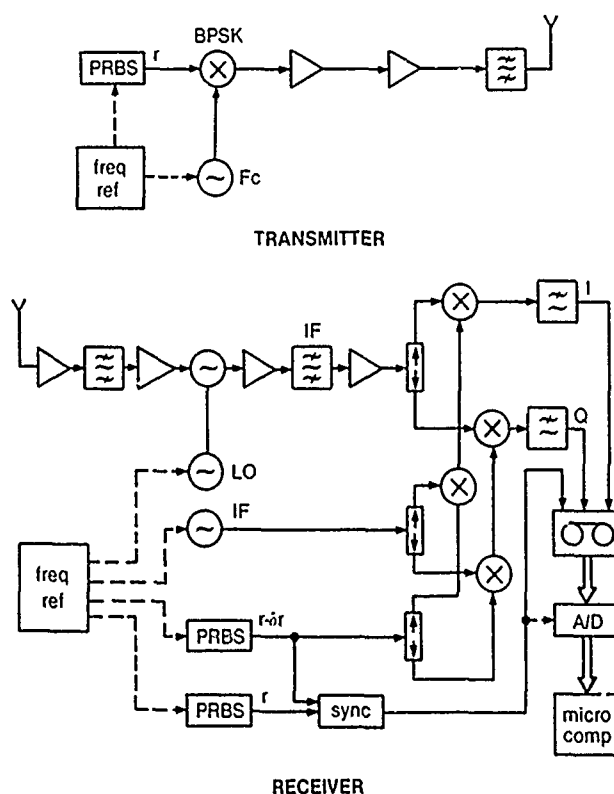 BPSK
PRBS
r
freq
ref
Fc
TRANSMITTER
I
IF
Q
LO
IF
freq
ref
r-δr
PRBS
A/D
r
PRBS
sync
micro
comp
RECEIVER